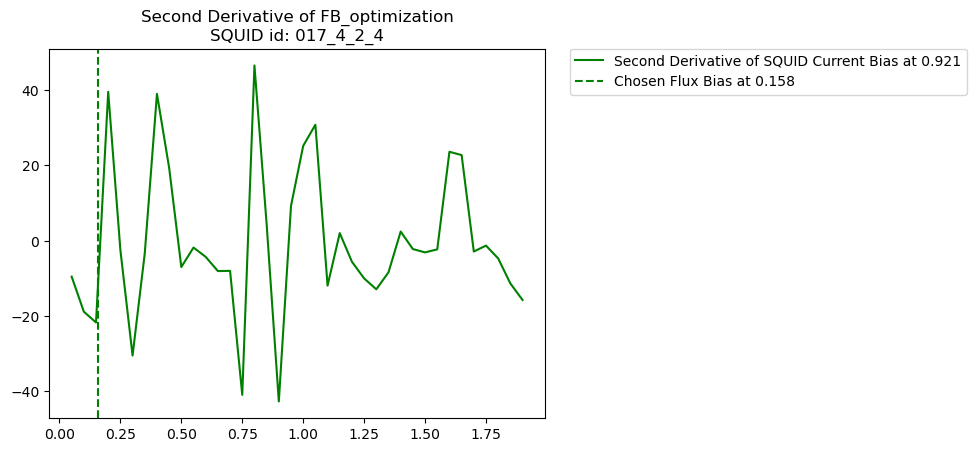 Second Derivative of FB_optimization
SQUID id: 017_4_2_4
Second Derivative of SQUID Current Bias at 0.921
Chosen Flux Bias at 0.158
40
20
0
−20
−40
0.00 0.25 0.50 0.75 1.00 1.25 1.50 1.75